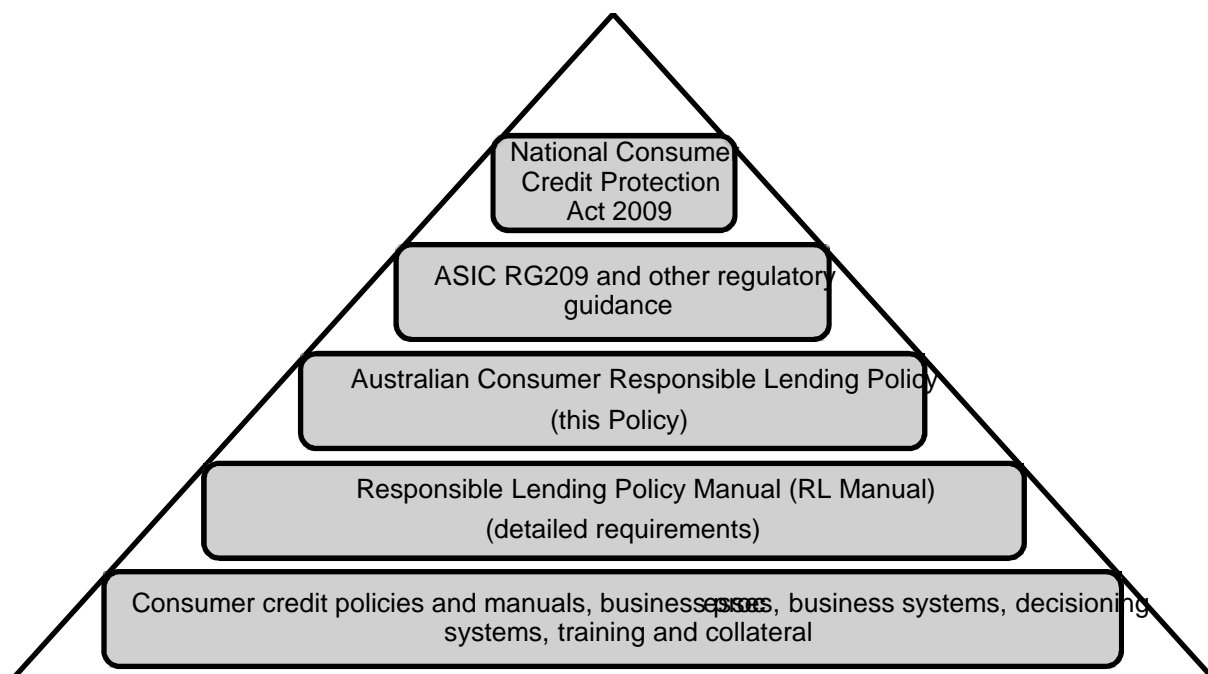 National Consumer
Credit Protection
Act 2009
ASIC RG209 and other regulatory
guidance
Australian Consumer Responsible Lending Policy
(this Policy)
Responsible Lending Policy Manual (RL Manual)
(detailed requirements)
Consumer credit policies and manuals, business processes, business systems, decisioning
systems, training and collateral